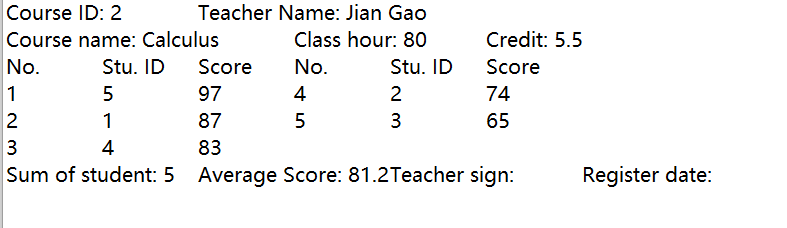 Course ID: 2 Teacher Name: Jian Gao
Course name: Calculus Class hour: 80 Credit: 5.5
No. Stu. ID Score No. Stu. ID Score
1 5 97 4 2 74
2 1 87 5 3 65
3 4 83
Sum of student: 5 Average Score: 81.2Teacher sign: Register date: